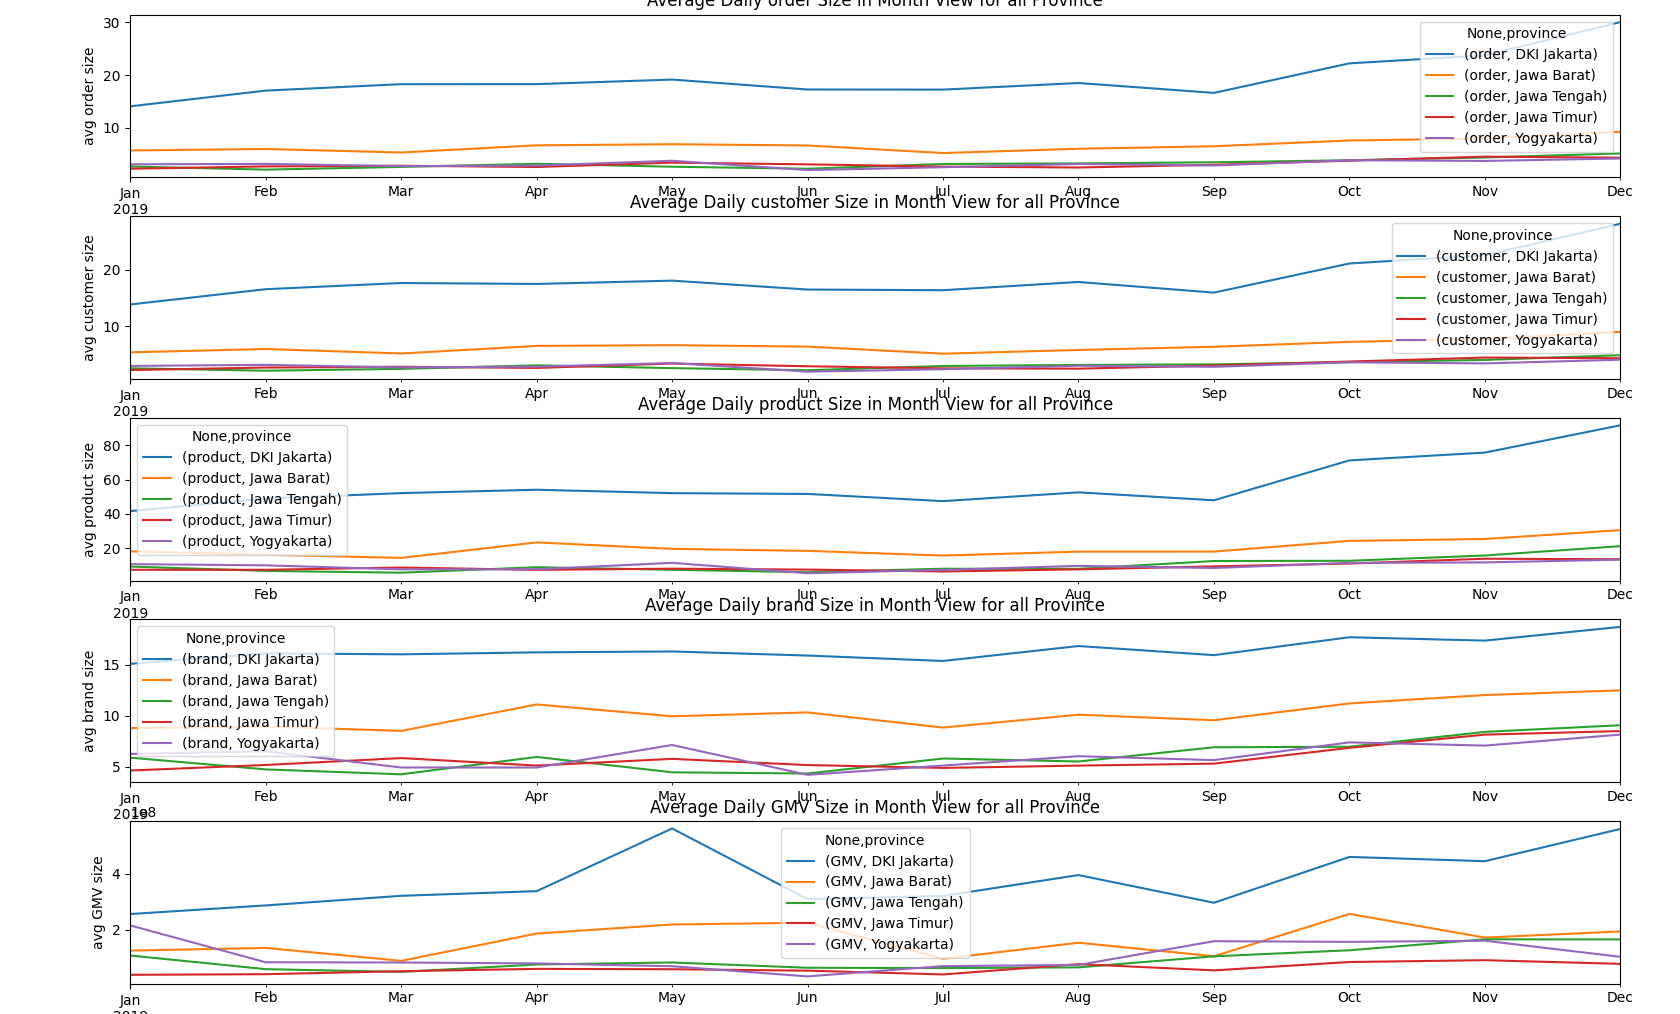 Average Daily order Size in Month View for all Province
30
20
10
avg order size
None,province
(order, DKI Jakarta)
(order, Jawa Barat)
(order, Jawa Tengah)
(order, Jawa Timur)
(order, Yogyakarta)
Jan Feb Mar Apr May Jun Jul Aug Sep Oct Nov Dec
2019
Average Daily customer Size in Month View for all Province
20
10
avg customer size
None,province
(customer, DKI Jakarta)
(customer, Jawa Barat)
(customer, Jawa Tengah)
(customer, Jawa Timur)
(customer, Yogyakarta)
Jan Feb Mar Apr May Jun Jul Aug Sep Oct Nov Dec
2019
Average Daily product Size in Month View for all Province
80
60
40
20
avg product size
None,province
(product, DKI Jakarta)
(product, Jawa Barat)
(product, Jawa Tengah)
(product, Jawa Timur)
(product, Yogyakarta)
Jan Feb Mar Apr May Jun Jul Aug Sep Oct Nov Dec
2019
Average Daily brand Size in Month View for all Province
15
10
5
avg brand size
None,province
(brand, DKI Jakarta)
(brand, Jawa Barat)
(brand, Jawa Tengah)
(brand, Jawa Timur)
(brand, Yogyakarta)
Jan Feb Mar Apr May Jun Jul Aug Sep Oct Nov Dec
2019
1e8
Average Daily GMV Size in Month View for all Province
4
2
avg GMV size
None,province
(GMV, DKI Jakarta)
(GMV, Jawa Barat)
(GMV, Jawa Tengah)
(GMV, Jawa Timur)
(GMV, Yogyakarta)
Jan Feb Mar Apr May Jun Jul Aug Sep Oct Nov Dec
2019